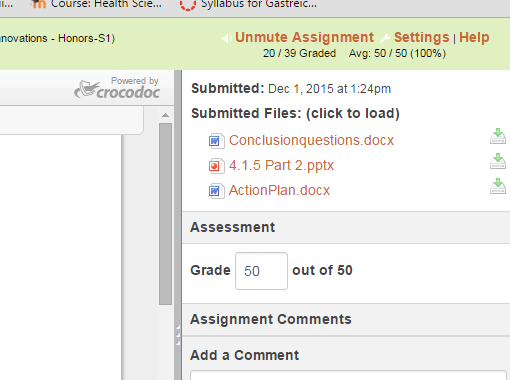 Course: Health Scie...
Syllabus for Gastreic...
nnovations - Honors-S1)
Unmute Assignment Settings | Help
20 / 39 Graded Avg: 50 / 50 (100%)
Powered by
crocodoc
Submitted: Dec 1, 2015 at 1:24pm
Submitted Files: (click to load)
Conclusionquestions.docx
4.1.5 Part 2.pptx
ActionPlan.docx
Assessment
Grade 50 out of 50
Assignment Comments
Add a Comment